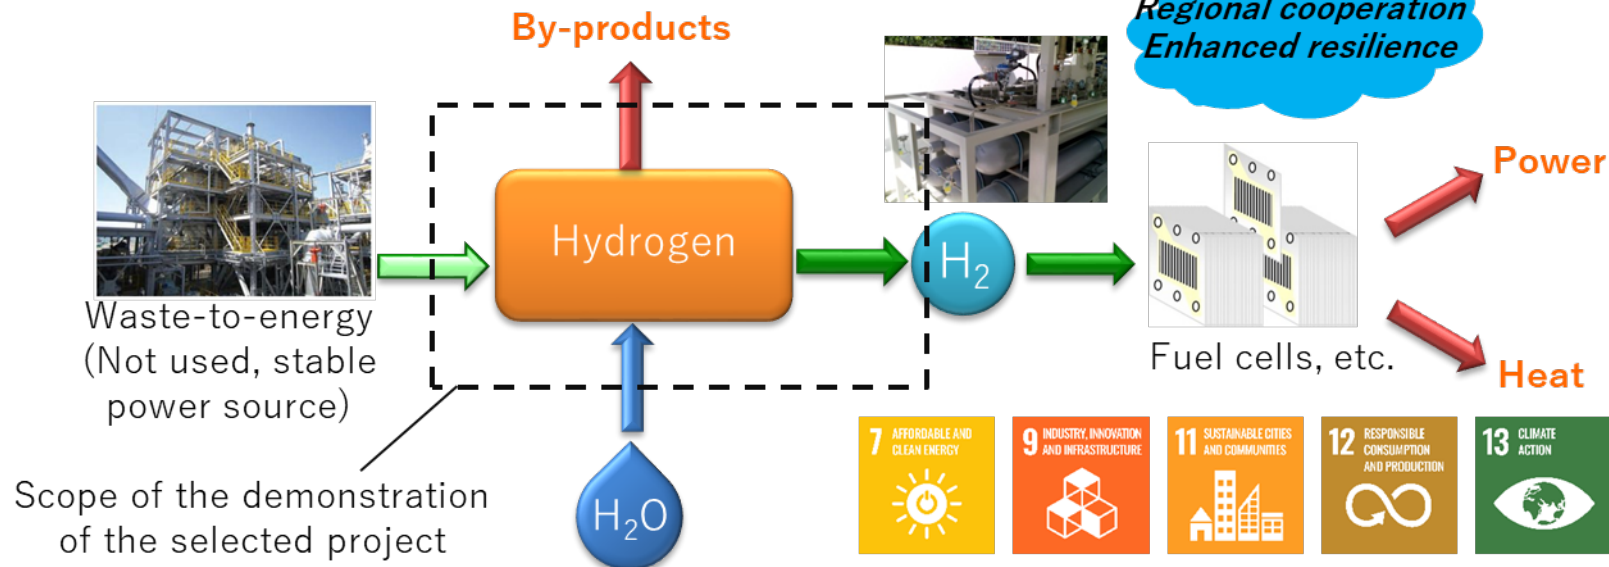 By-products
Regional cooperation
Enhanced resilience
Power
Hydrogen
H₂
Waste-to-energy
(Not used, stable
power source)
Fuel cells, etc.
Heat
7 AFFORDABLE AND
CLEAN ENERGY
9 INDUSTRY, INNOVATION
AND INFRASTRUCTURE
11 SUSTAINABLE CITIES
AND COMMUNITIES
12 RESPONSIBLE
CONSUMPTION
AND PRODUCTION
13 CLIMATE
ACTION
Scope of the demonstration
of the selected project
H₂O